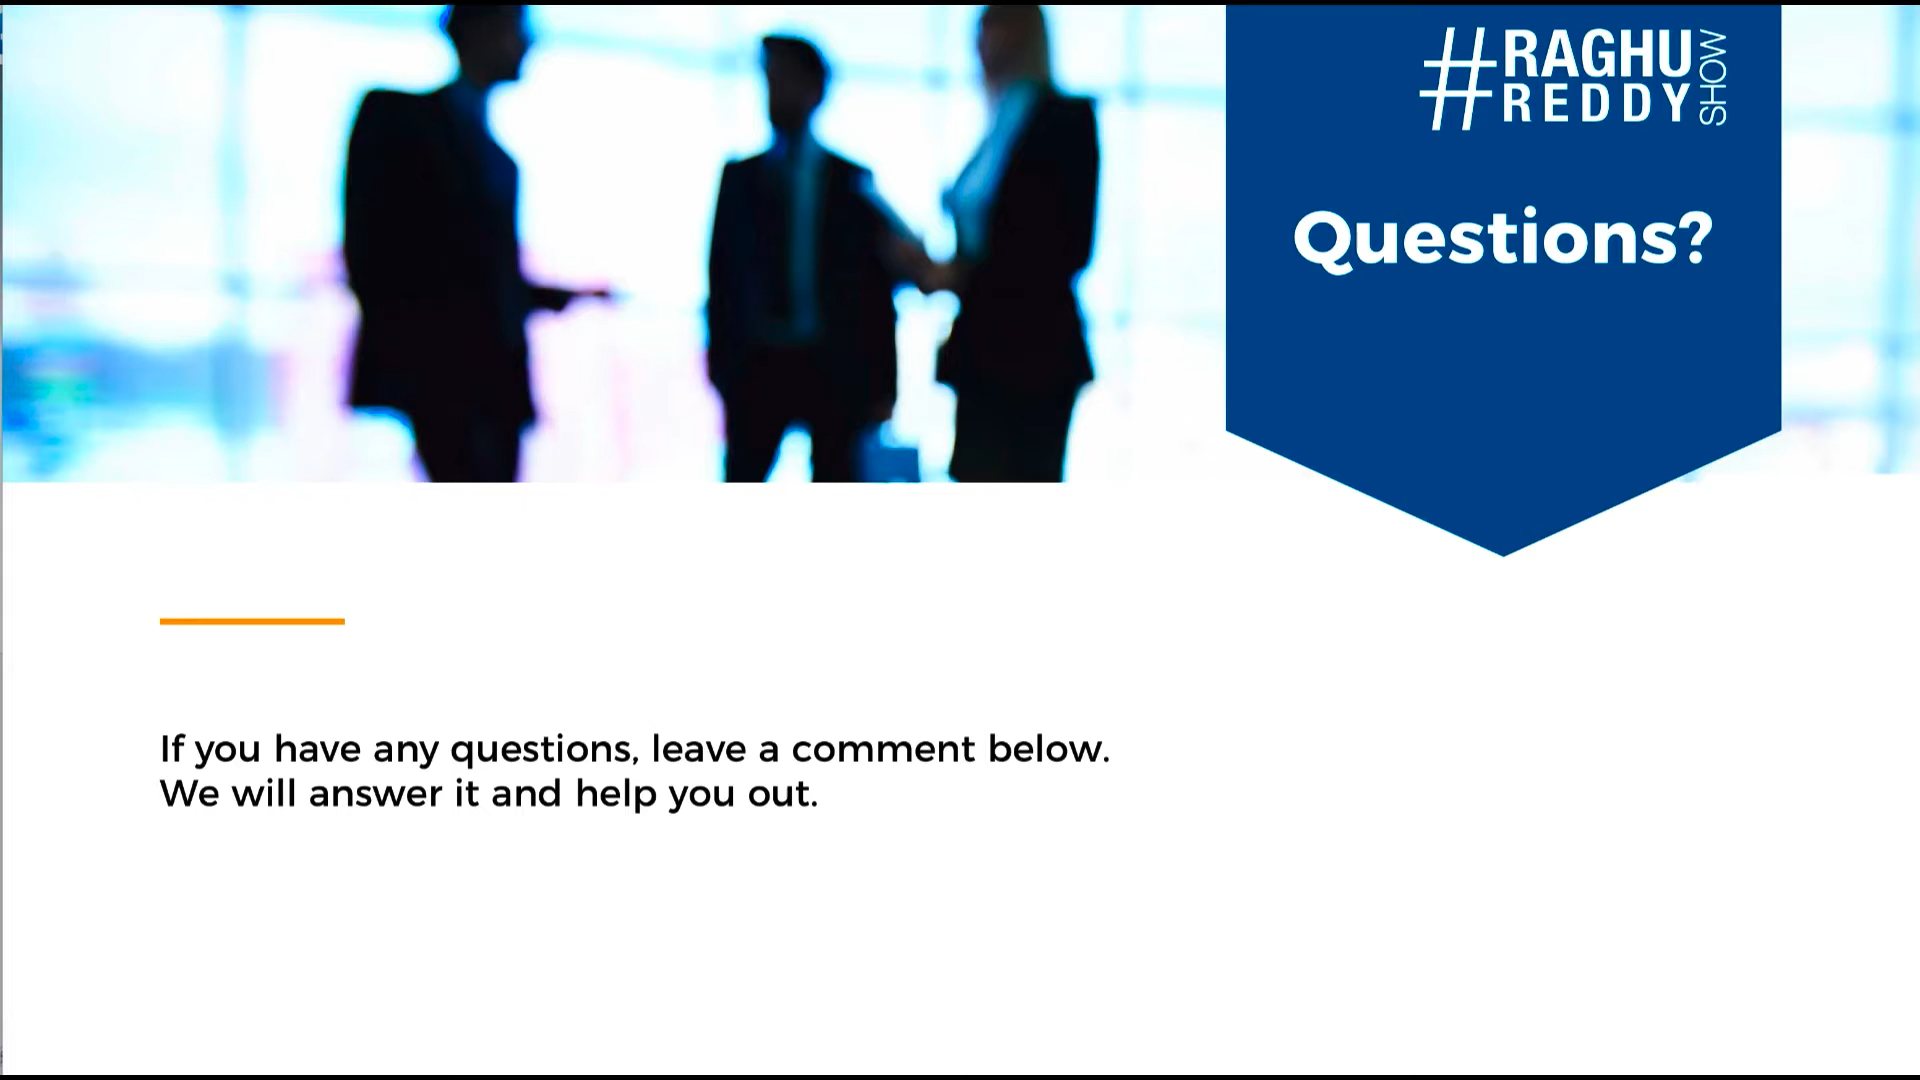 #RAGHU
REDDY
SHOW
Questions?
If you have any questions, leave a comment below.
We will answer it and help you out.